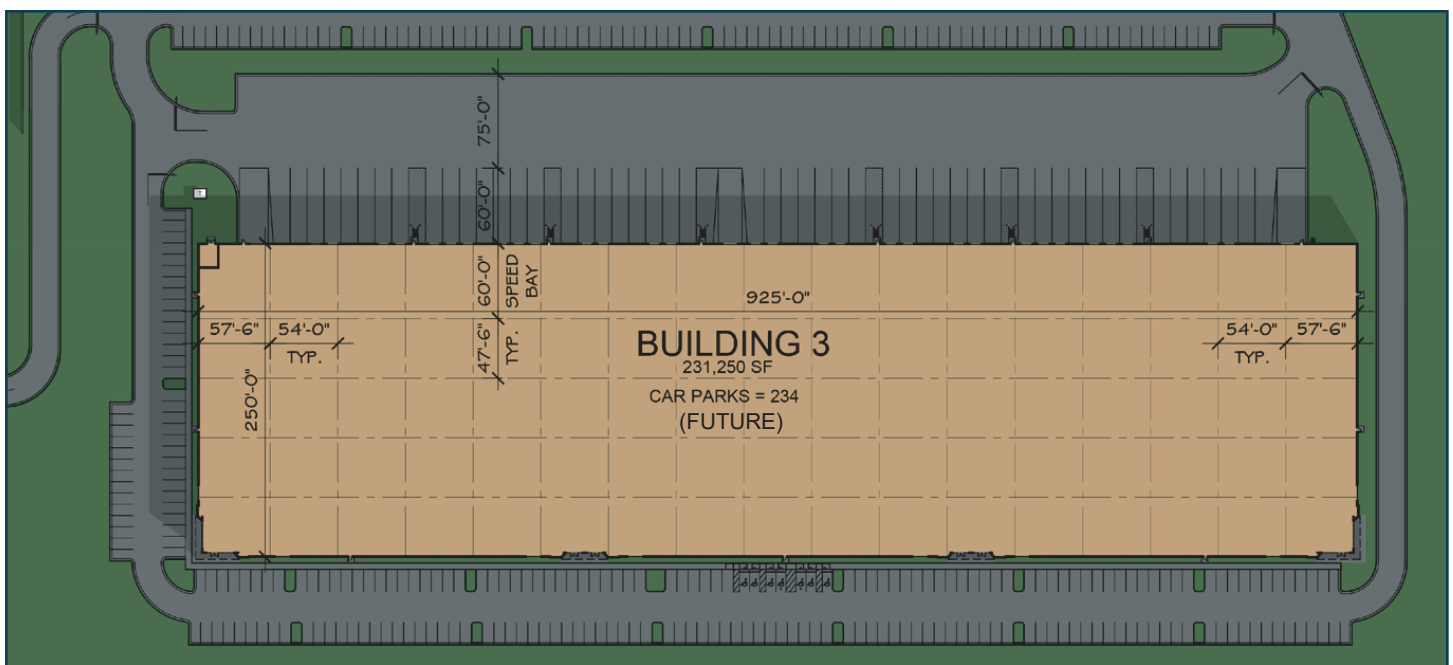 75'-0"
60'-0"
60'-0"
SPEED
BAY
925'-0"
57'-6"
54'-0"
TYP.
47'-6"
TYP.
250'-0"
BUILDING 3
231,250 SF
CAR PARKS = 234
(FUTURE)
54'-0"
TYP.
57'-6"